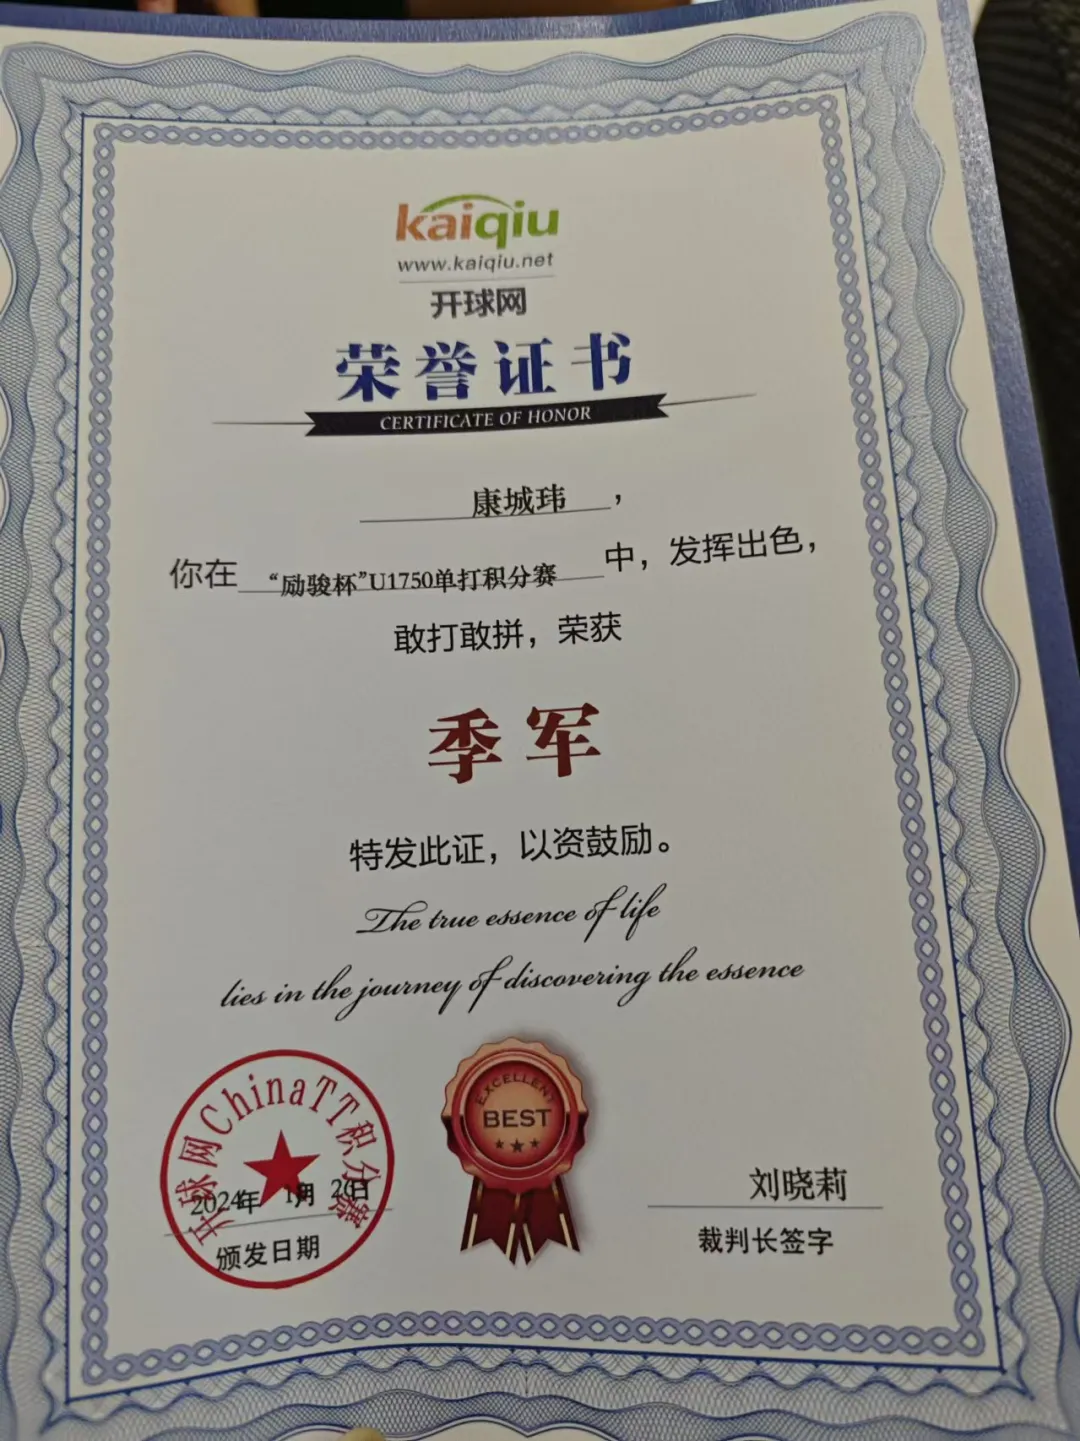 kaiqiu
www.kaiqiu.net
开球网
荣誉证书
CERTIFICATE OF HONOR
康城玮，
你在“励骏杯”U1750单打积分赛中，发挥出色，
敢打敢拼，荣获
季军
特发此证，以资鼓励。
The true essence of life
lies in the journey of discovering the essence
开球网ChinaTT积分赛
2024年 月 日
颁发日期
EXCELLENT
BEST
刘晓莉
裁判长签字